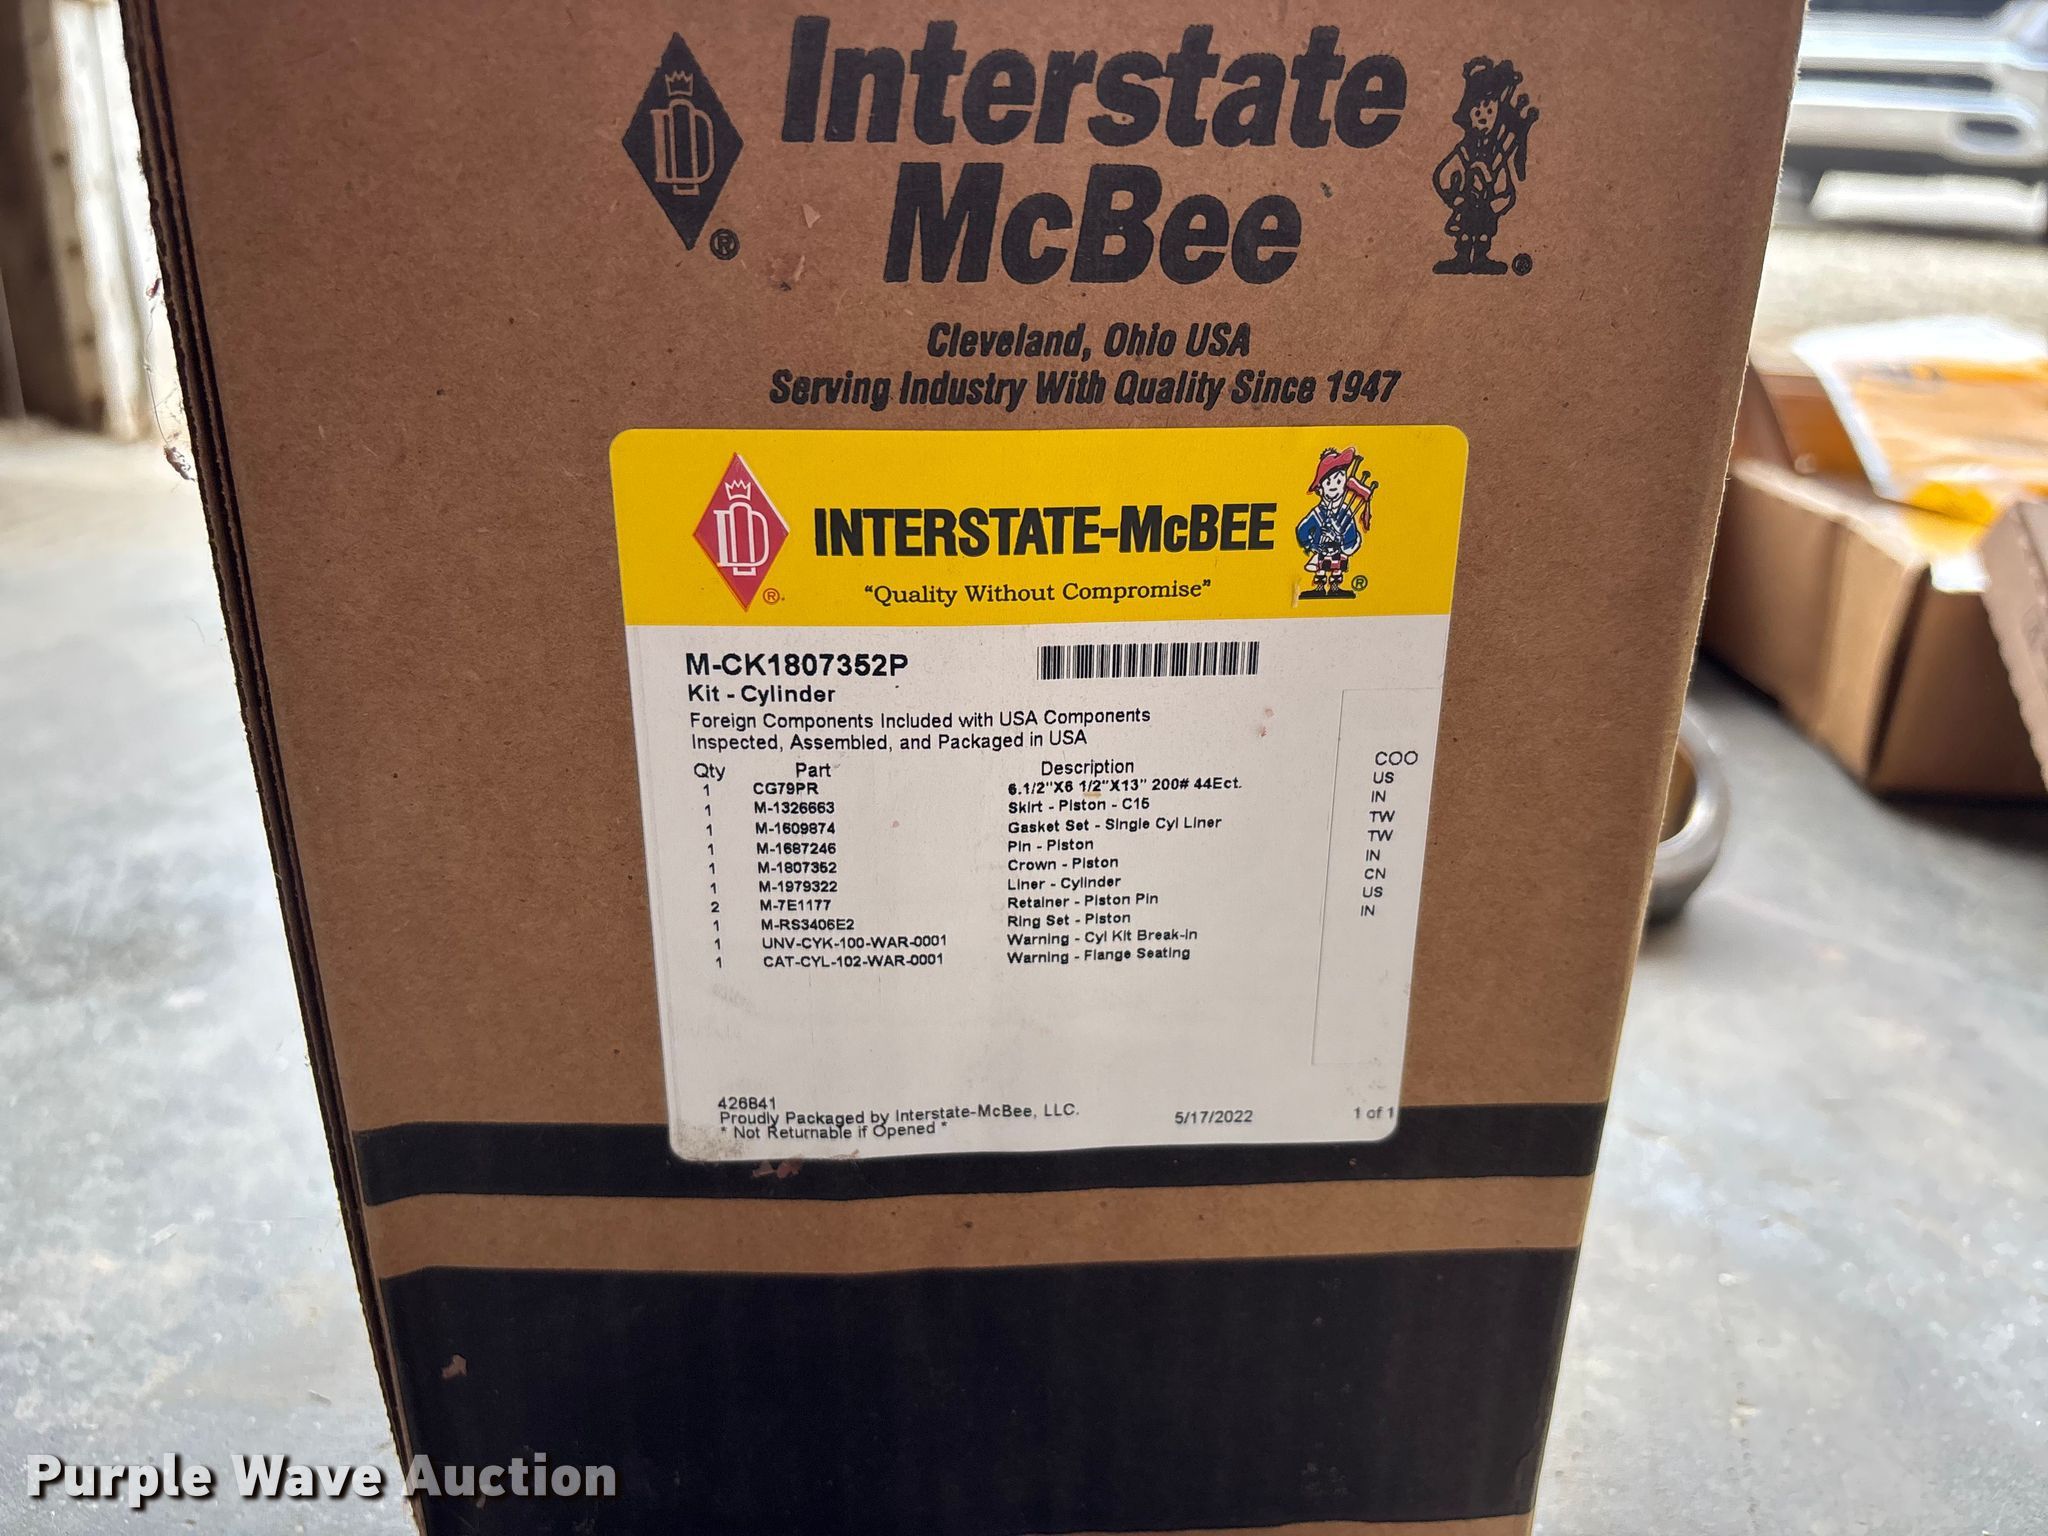 Interstate
McBee
®
®
Cleveland, Ohio USA
Serving Industry With Quality Since 1947
INTERSTATE-McBEE
"Quality Without Compromise"
®
®
M-CK1807352P
Kit - Cylinder
Foreign Components Included with USA Components
Inspected, Assembled, and Packaged in USA
Qty Part Description COO
1 CG79PR 6.1/2"X6 1/2"X13" 200# 44Ect. US
1 M-1326663 Skirt - Piston - C15 IN
1 M-1609874 Gasket Set - Single Cyl Liner TW
1 M-1687246 Pin - Piston TW
1 M-1807352 Crown - Piston IN
1 M-1979322 Liner - Cylinder CN
2 M-7E1177 Retainer - Piston Pin US
1 M-RS3406E2 Ring Set - Piston IN
1 UNV-CYK-100-WAR-0001 Warning - Cyl Kit Break-in
1 CAT-CYL-102-WAR-0001 Warning - Flange Seating
426841
Proudly Packaged by Interstate-McBee, LLC. 5/17/2022 1 of 1
* Not Returnable if Opened *
Purple Wave Auction